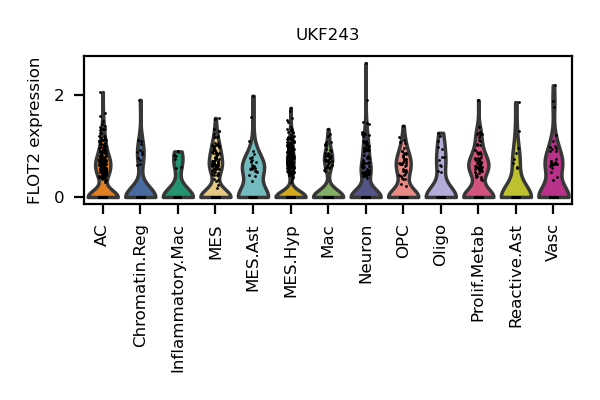 UKF243
FLOT2 expression
2
0
AC
Chromatin.Reg
Inflammatory.Mac
MES
MES.Ast
MES.Hyp
Mac
Neuron
OPC
Oligo
Prolif.Metab
Reactive.Ast
Vasc